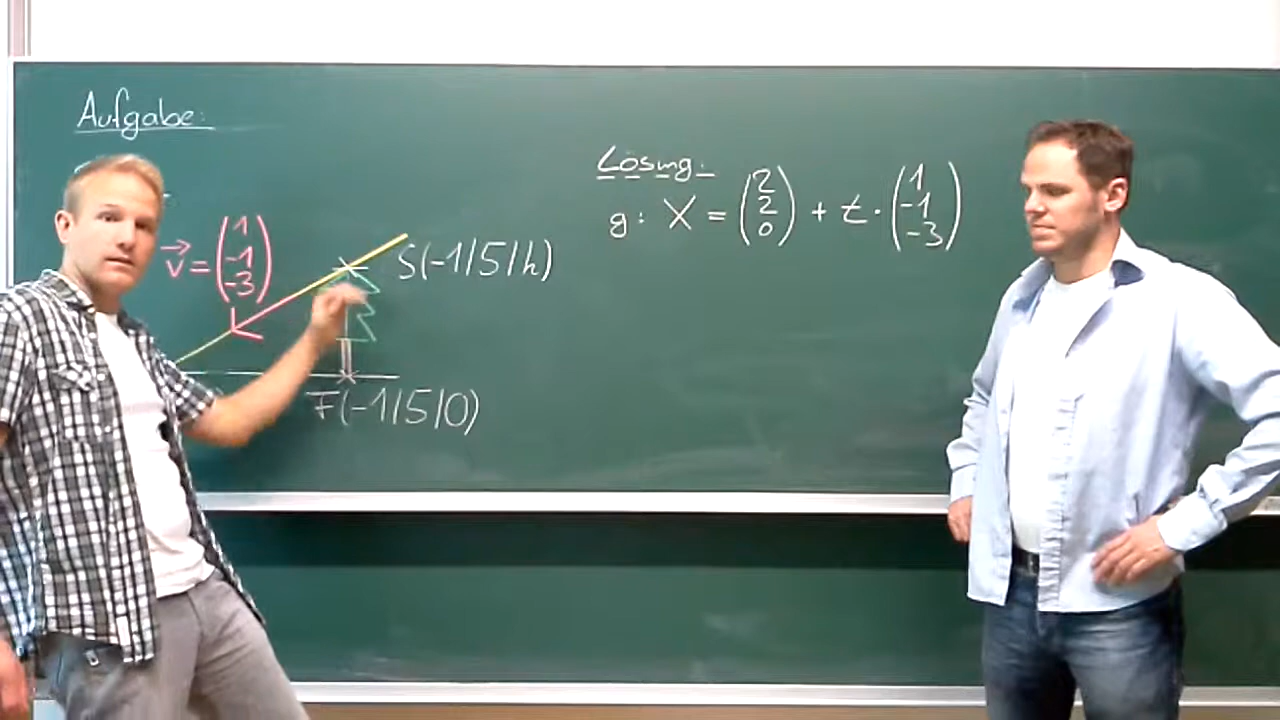 Aufgabe:
Lösung:
g: X = (2 2 0) + t · (1 -1 -3)
v⃗ = (1 -1 -3)
S(-1/5/h)
F(-1/5/0)